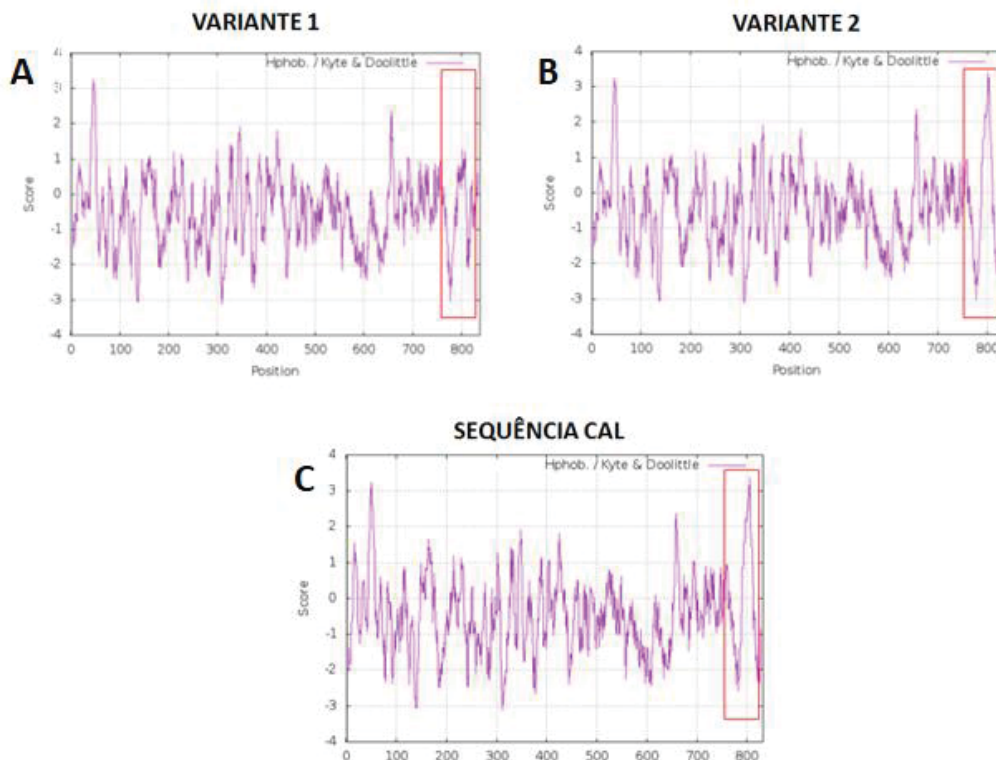 VARIANTE 1
A
Hphob. / Kyte & Doolittle
4
3
2
1
0
-1
-2
-3
-4
Score
0 100 200 300 400 500 600 700 800
Position
VARIANTE 2
B
Hphob. / Kyte & Doolittle
4
3
2
1
0
-1
-2
-3
-4
Score
0 100 200 300 400 500 600 700 800
Position
SEQUÊNCIA CAL
C
Hphob. / Kyte & Doolittle
4
3
2
1
0
-1
-2
-3
-4
Score
0 100 200 300 400 500 600 700 800